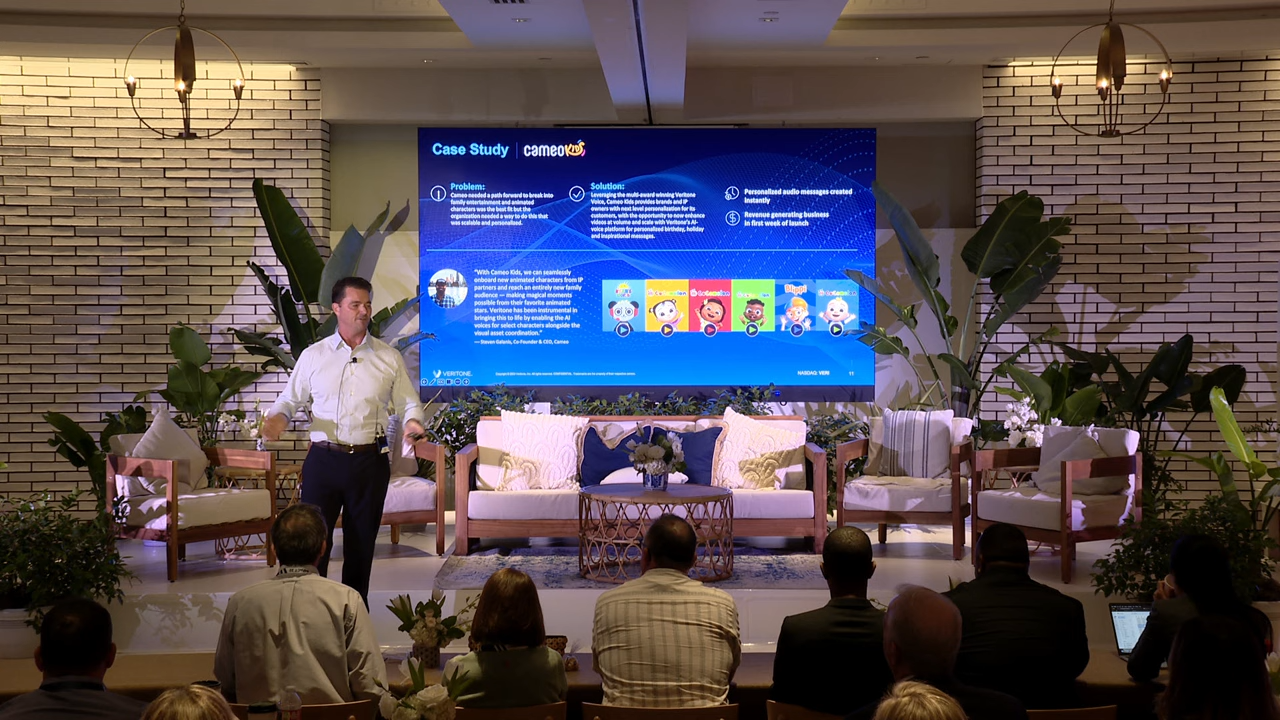 Case Study | cameo KIDS
Problem:
Cameo needed a path forward to break into
family entertainment and animated
characters was the best fit but the
organization needed a way to do this that
was scalable and personalized.
Solution:
Leveraging the multi-award winning Veritone
Voice, Cameo Kids provides brands and IP
owners with next level personalization for its
customers, with the opportunity to now enhance
videos at volume and scale with Veritone's AI-
voice platform for personalized birthday, holiday
and inspirational messages.
Personalized audio messages created
instantly
Revenue generating business
in first week of launch
"With Cameo Kids, we can seamlessly
onboard new animated characters from IP
partners and reach an entirely new family
audience — making magical moments
possible from their favorite animated
stars. Veritone has been instrumental in
bringing this to life by enabling the AI
voices for select characters alongside the
visual asset coordination."
— Steven Galanis, Co-Founder & CEO, Cameo
Blippi
VERITONE
NASDAQ: VERI
11